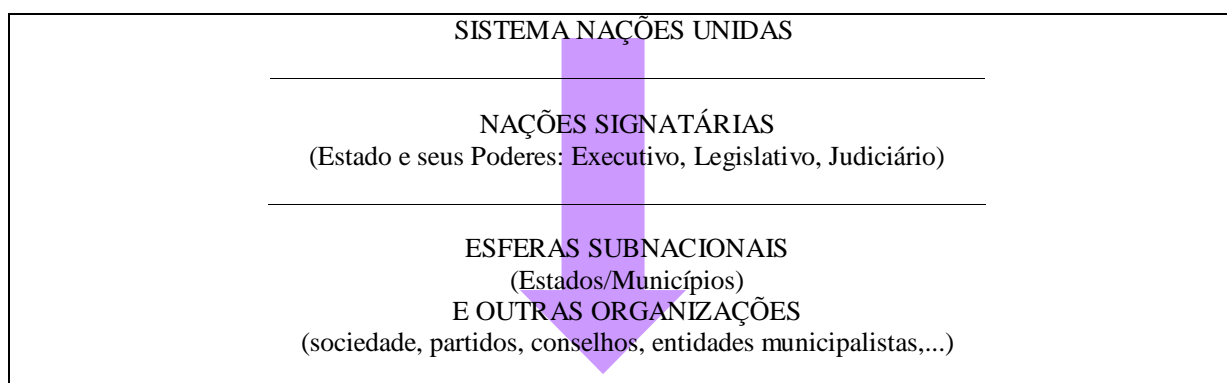 SISTEMA NAÇÕES UNIDAS
NAÇÕES SIGNATÁRIAS
(Estado e seus Poderes: Executivo, Legislativo, Judiciário)
ESFERAS SUBNACIONAIS
(Estados/Municípios)
E OUTRAS ORGANIZAÇÕES
(sociedade, partidos, conselhos, entidades municipalistas,...)